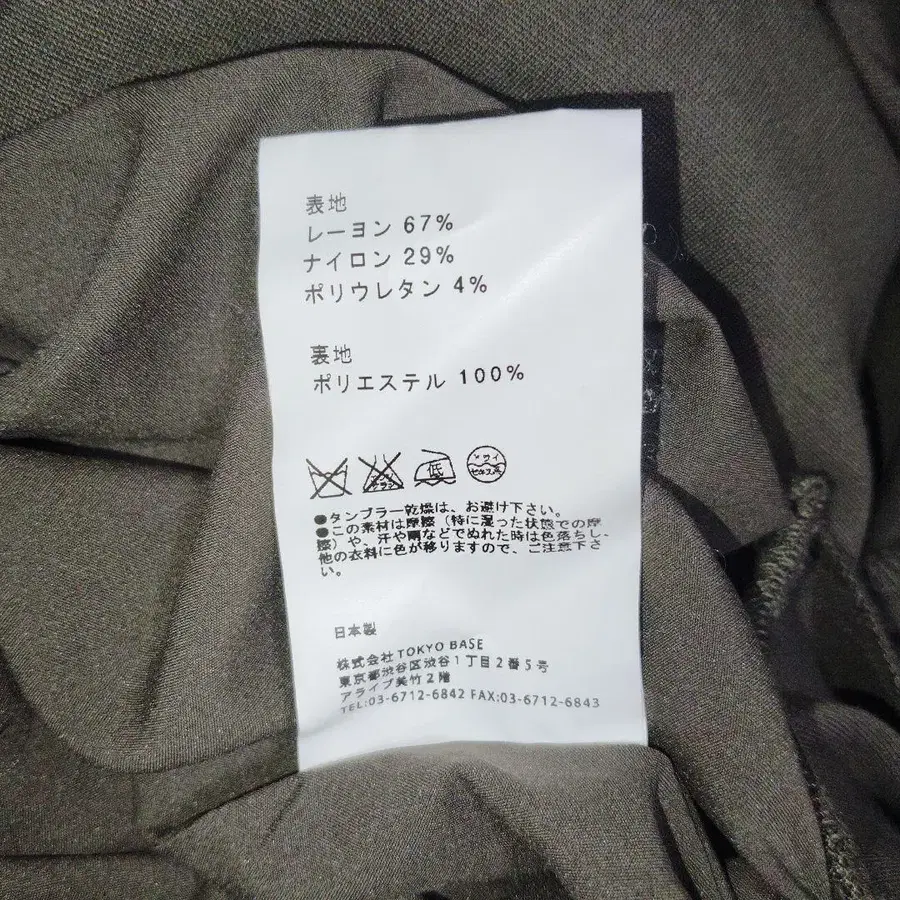 表地
レーヨン 67%
ナイロン 29%
ポリウレタン 4%
裏地
ポリエステル 100%
低
●タンブラー乾燥は、お避け下さい。
●この素材は摩擦（特に湿った状態での摩
擦）や、汗や雨などでぬれた時は色落ちし、
他の衣料に色が移りますので、ご注意下さ
い。
日本製
株式会社 TOKYO BASE
東京都渋谷区渋谷1丁目2番5号
アライブ美竹2階
TEL:03-6712-6842 FAX:03-6712-6843